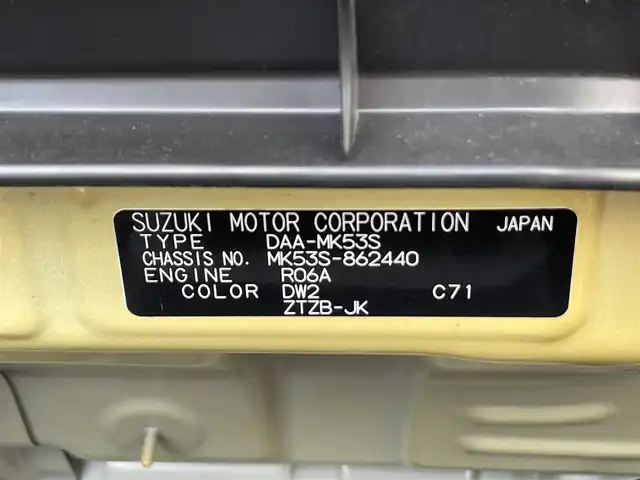 SUZUKI MOTOR CORPORATION JAPAN
TYPE DAA-MK53S
CHASSIS NO. MK53S-862440
ENGINE R06A
COLOR DW2 C71
ZTZB-JK